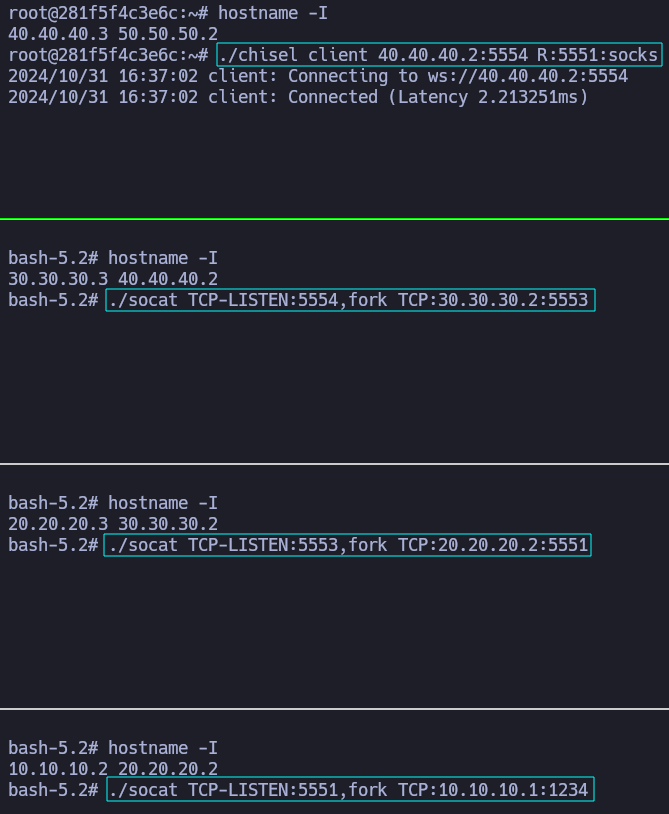 root@281f5f4c3e6c:~# hostname -I
40.40.40.3 50.50.50.2
root@281f5f4c3e6c:~# ./chisel client 40.40.40.2:5554 R:5551:socks
2024/10/31 16:37:02 client: Connecting to ws://40.40.40.2:5554
2024/10/31 16:37:02 client: Connected (Latency 2.213251ms)
bash-5.2# hostname -I
30.30.30.3 40.40.40.2
bash-5.2# ./socat TCP-LISTEN:5554,fork TCP:30.30.30.2:5553
bash-5.2# hostname -I
20.20.20.3 30.30.30.2
bash-5.2# ./socat TCP-LISTEN:5553,fork TCP:20.20.20.2:5551
bash-5.2# hostname -I
10.10.10.2 20.20.20.2
bash-5.2# ./socat TCP-LISTEN:5551,fork TCP:10.10.10.1:1234